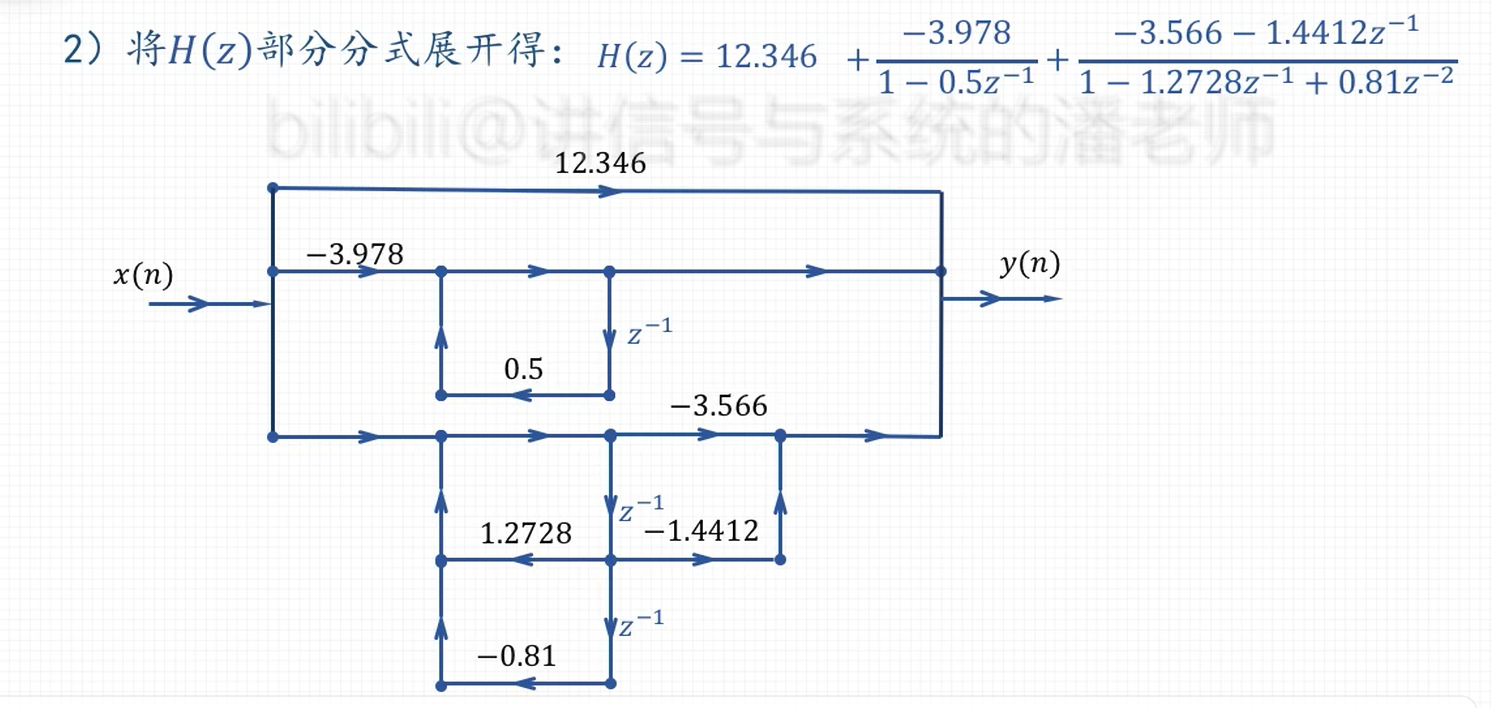 2）将H(z)部分分式展开得： H(z) = 12.346 + \frac{-3.978}{1 - 0.5z^{-1}} + \frac{-3.566 - 1.4412z^{-1}}{1 - 1.2728z^{-1} + 0.81z^{-2}}
bilibili@讲信号与系统的潘老师
12.346
-3.978
x(n)
y(n)
z^{-1}
0.5
-3.566
z^{-1}
1.2728
-1.4412
z^{-1}
-0.81